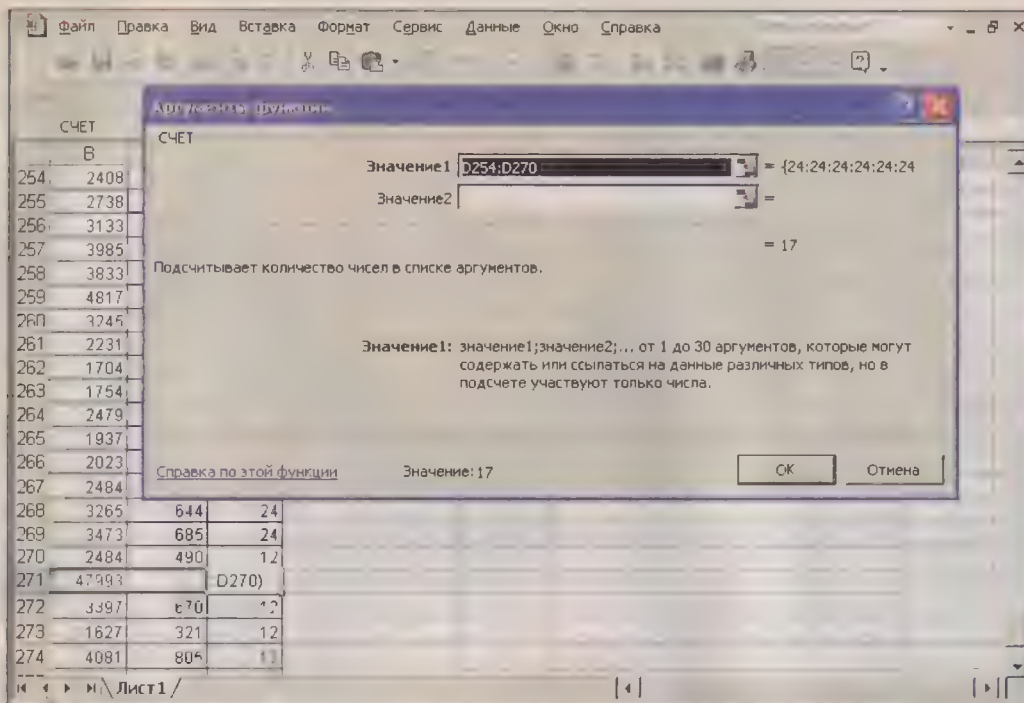 Файл Правка Вид Вставка Формат Сервис Данные Окно Справка
СЧЕТ
СЧЕТ
Значение1 D254:D270 = {24:24:24:24:24:24
Значение2 =
= 17
Подсчитывает количество чисел в списке аргументов.
Значение1: значение1;значение2;... от 1 до 30 аргументов, которые могут
содержать или ссылаться на данные различных типов, но в
подсчете участвуют только числа.
Справка по этой функции Значение:17 ОК Отмена
B
254 2408
255 2738
256 3133
257 3985
258 3833
259 4817
260 3245
261 2231
262 1704
263 1754
264 2479
265 1937
266 2023
267 2484
268 3265 644 24
269 3473 685 24
270 2484 490 12
271 47993 D270)
272 3397 670 12
273 1627 321 12
274 4081 805
Лист1